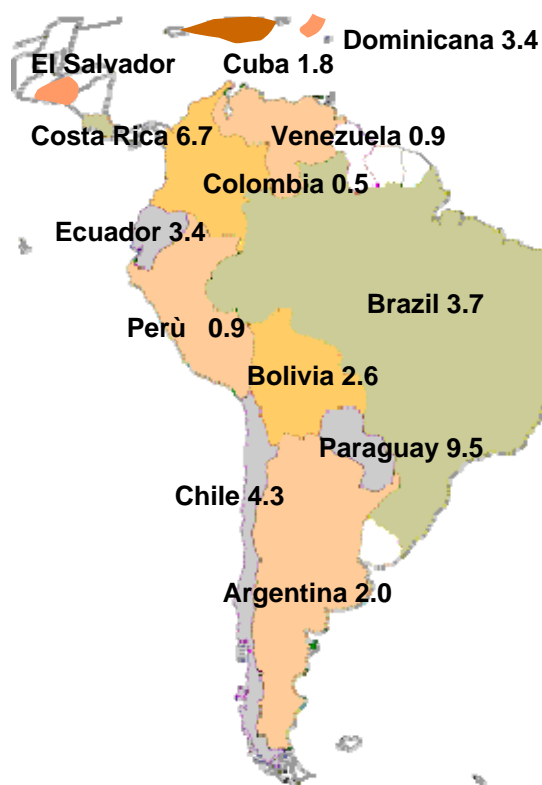 Dominicana 3.4
El Salvador
Cuba 1.8
Costa Rica 6.7
Venezuela 0.9
Colombia 0.5
Ecuador 3.4
Brazil 3.7
Perù 0.9
Bolivia 2.6
Paraguay 9.5
Chile 4.3
Argentina 2.0